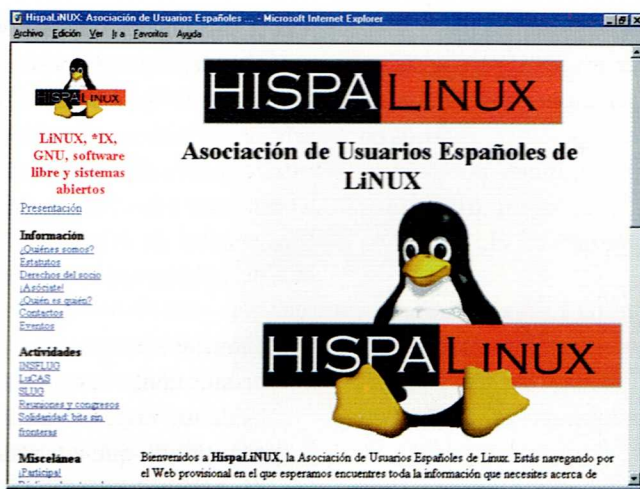 HispaLiNUX: Asociación de Usuarios Españoles ... - Microsoft Internet Explorer
Archivo Edición Ver Ir a Favoritos Ayuda
HISPALINUX
LiNUX, *IX,
GNU, software
libre y sistemas
abiertos
Presentación
Información
¿Quiénes somos?
Estatutos
Derechos del socio
¡Asóciate!
¿Quién es quién?
Contactos
Eventos
Actividades
INSFLUG
LuCAS
SLUG
Reuniones y congresos
Solidaridad: bits sin
fronteras
Miscelánea
¡Participa!
HISPALINUX
Asociación de Usuarios Españoles de
LiNUX
HISPALINUX
Bienvenidos a HispaLiNUX, la Asociación de Usuarios Españoles de Linux. Estás navegando por
el Web provisional en el que esperamos encuentres toda la información que necesites acerca de